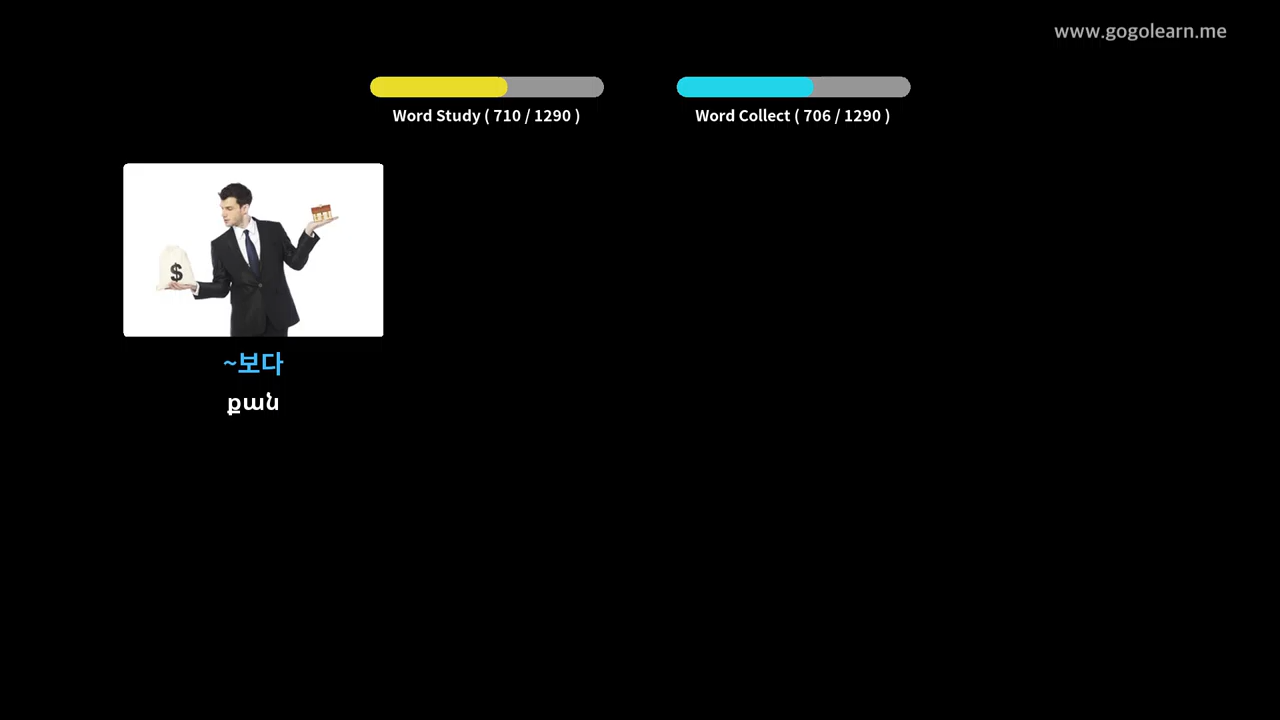 www.gogolearn.me
Word Study ( 710 / 1290 )
Word Collect ( 706 / 1290 )
$
~보다
քան